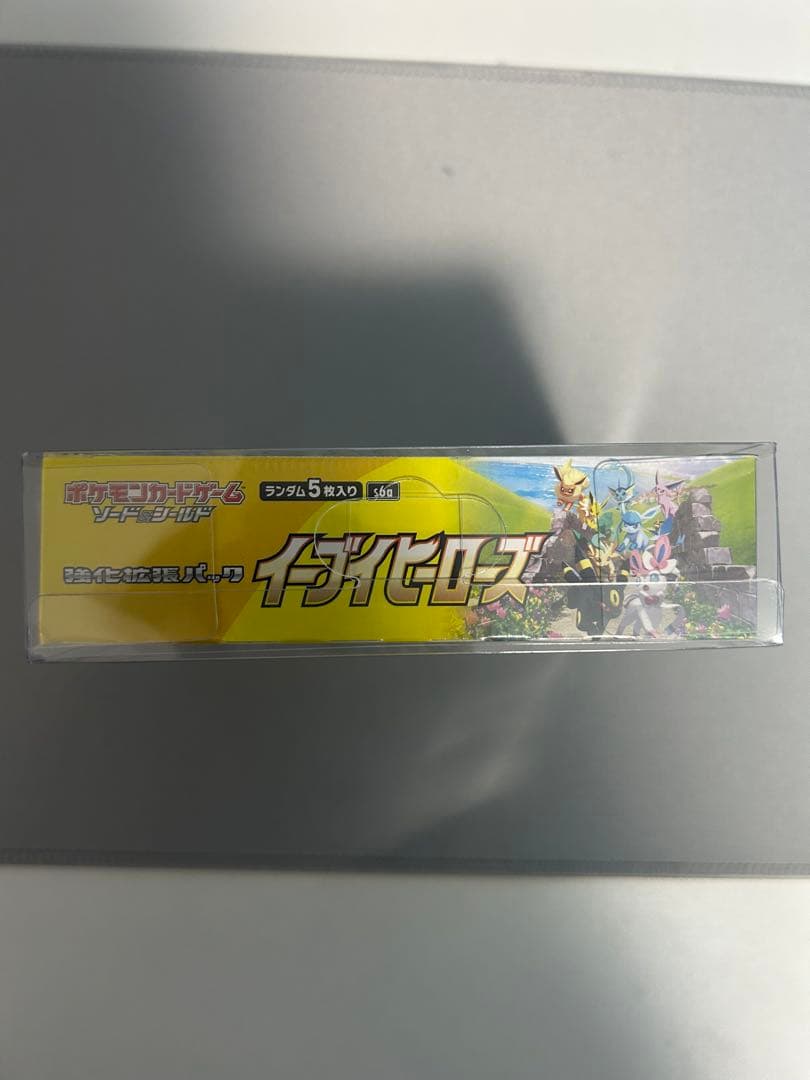 ポケモンカードゲーム
ソード&シールド
ランダム5枚入り s6a
強化拡張パック
イーブイヒーローズ